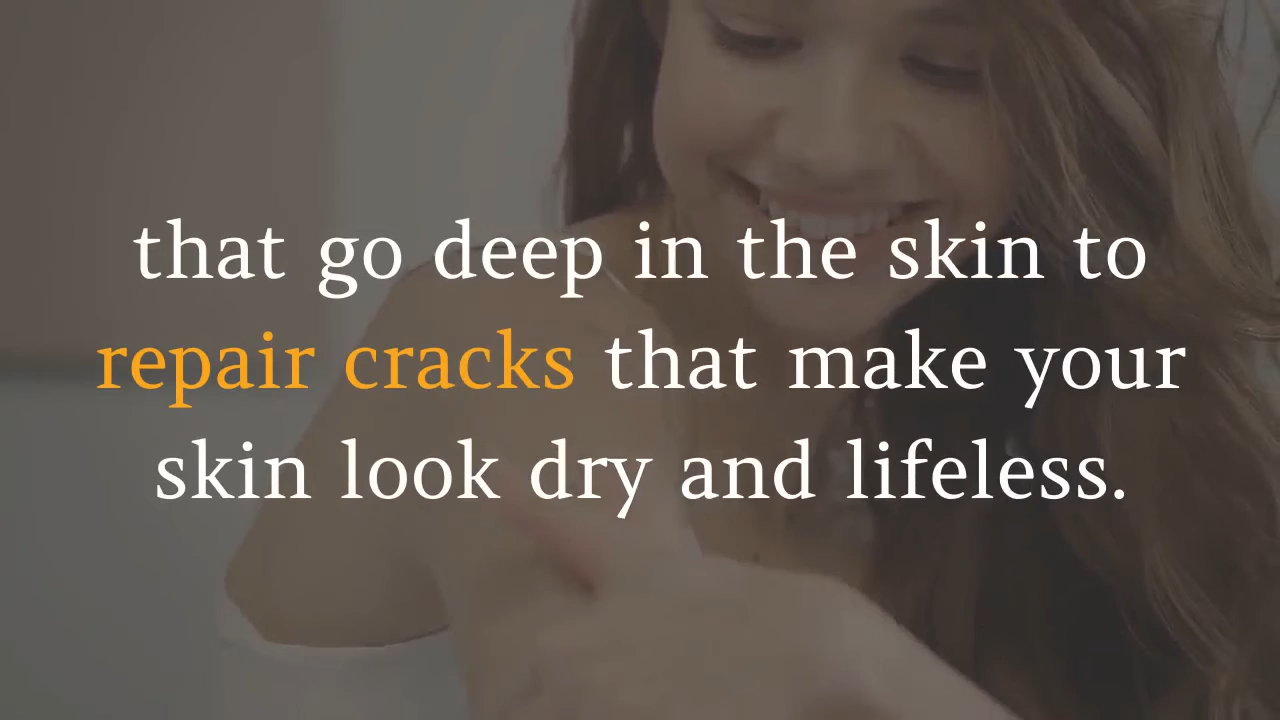 that go deep in the skin to
repair cracks that make your
skin look dry and lifeless.